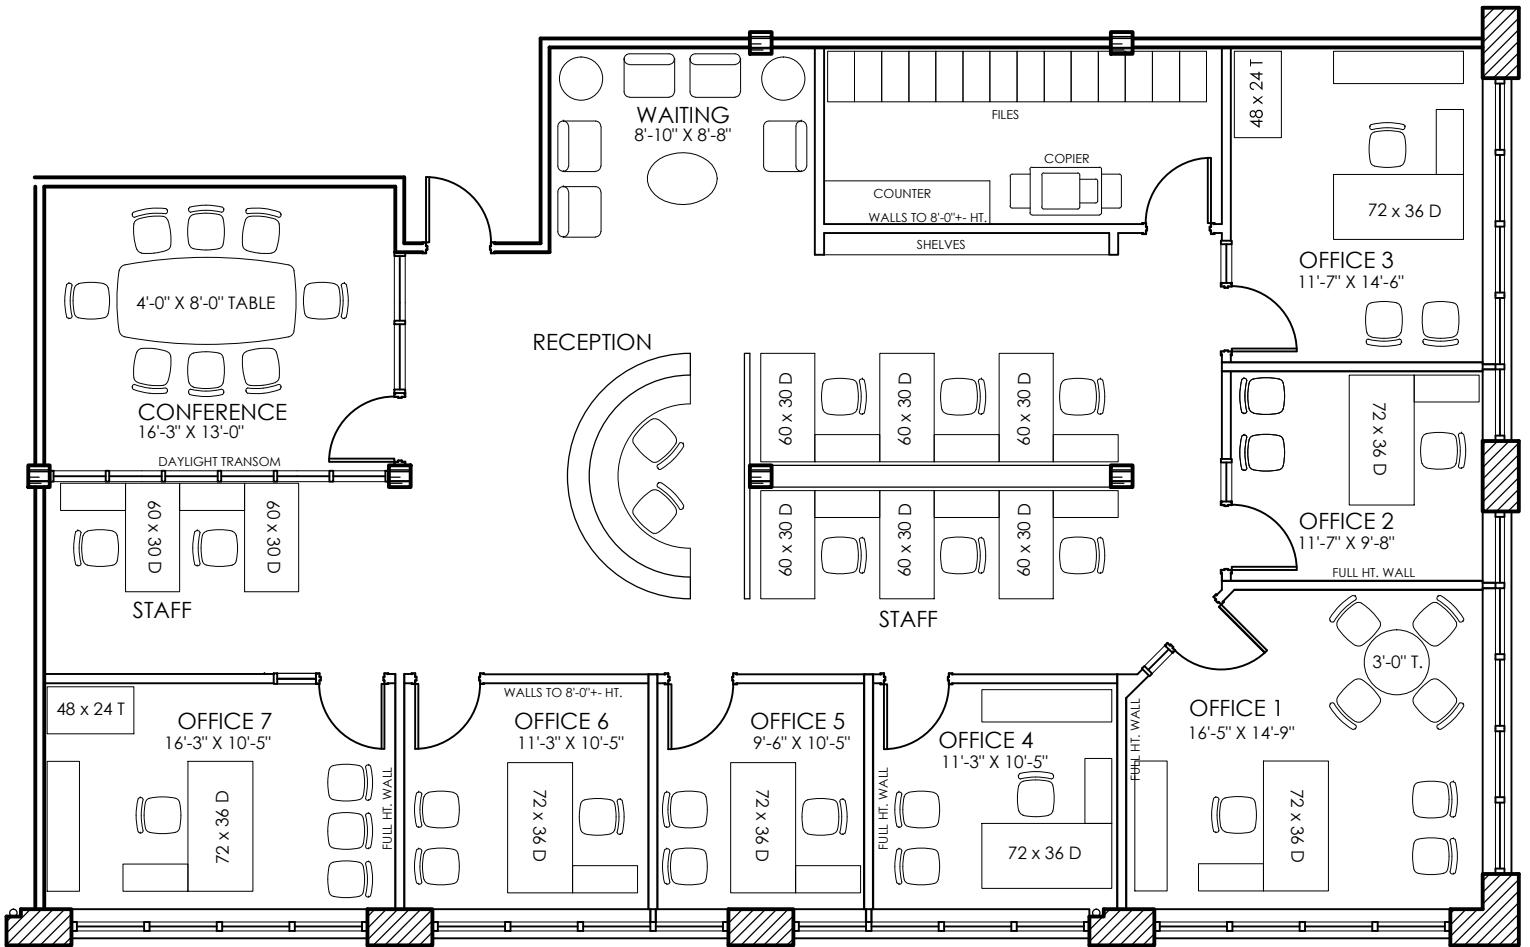 WAITING
8'-10" X 8'-8"
FILES
COPIER
COUNTER
WALLS TO 8'-0"+- HT.
SHELVES
48 x 24 T
72 x 36 D
OFFICE 3
11'-7" X 14'-6"
4'-0" X 8'-0" TABLE
CONFERENCE
16'-3" X 13'-0"
DAYLIGHT TRANSOM
RECEPTION
60 x 30 D
60 x 30 D
60 x 30 D
72 x 36 D
OFFICE 2
11'-7" X 9'-8"
FULL HT. WALL
60 x 30 D
60 x 30 D
STAFF
60 x 30 D
60 x 30 D
60 x 30 D
STAFF
3'-0" T.
48 x 24 T
OFFICE 7
16'-3" X 10'-5"
72 x 36 D
FULL HT. WALL
WALLS TO 8'-0"+- HT.
OFFICE 6
11'-3" X 10'-5"
72 x 36 D
OFFICE 5
9'-6" X 10'-5"
72 x 36 D
FULL HT. WALL
OFFICE 4
11'-3" X 10'-5"
72 x 36 D
FULL HT. WALL
OFFICE 1
16'-5" X 14'-9"
72 x 36 D